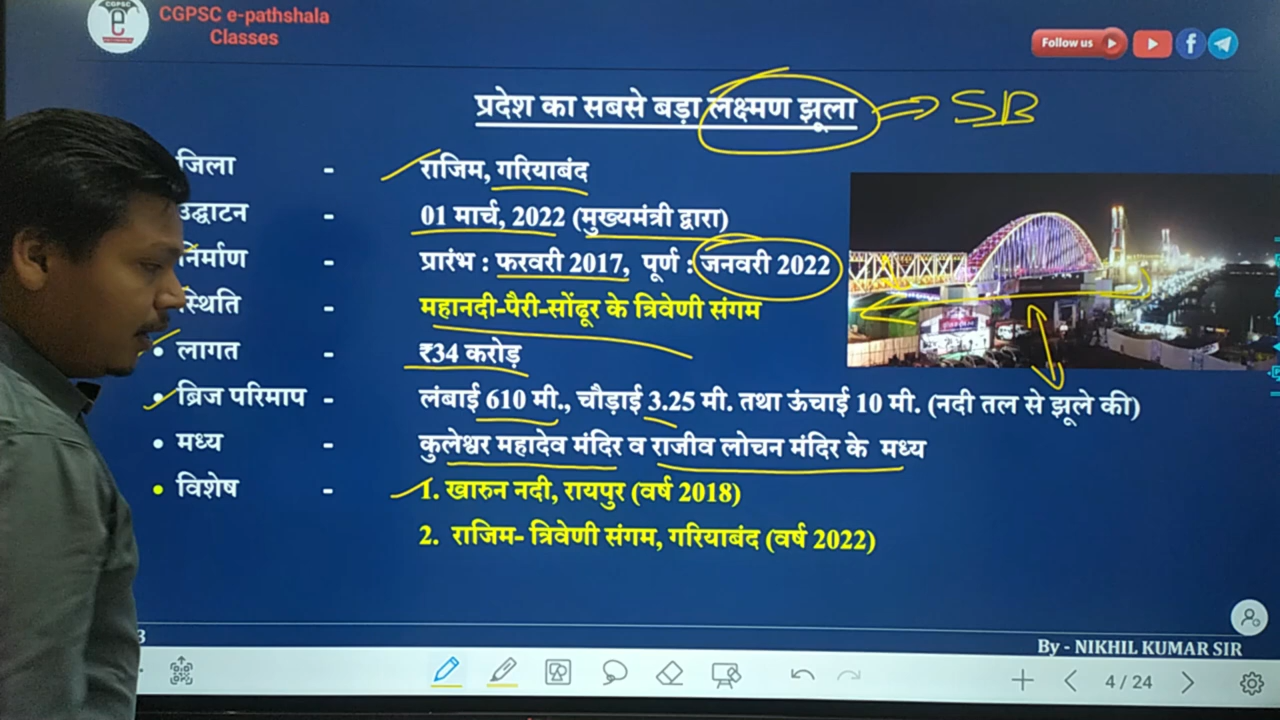 CGPSC
CGPSC e-pathshala
Classes
Follow us
प्रदेश का सबसे बड़ा लक्ष्मण झूला
SB
जिला - राजिम, गरियाबंद
उद्घाटन - 01 मार्च, 2022 (मुख्यमंत्री द्वारा)
निर्माण - प्रारंभ : फरवरी 2017, पूर्ण : जनवरी 2022
स्थिति - महानदी-पैरी-सोंढूर के त्रिवेणी संगम
• लागत - ₹34 करोड़
• ब्रिज परिमाप - लंबाई 610 मी., चौड़ाई 3.25 मी. तथा ऊंचाई 10 मी. (नदी तल से झूले की)
• मध्य - कुलेश्वर महादेव मंदिर व राजीव लोचन मंदिर के मध्य
• विशेष - 1. खारुन नदी, रायपुर (वर्ष 2018)
2. राजिम- त्रिवेणी संगम, गरियाबंद (वर्ष 2022)
3
By - NIKHIL KUMAR SIR
4 / 24